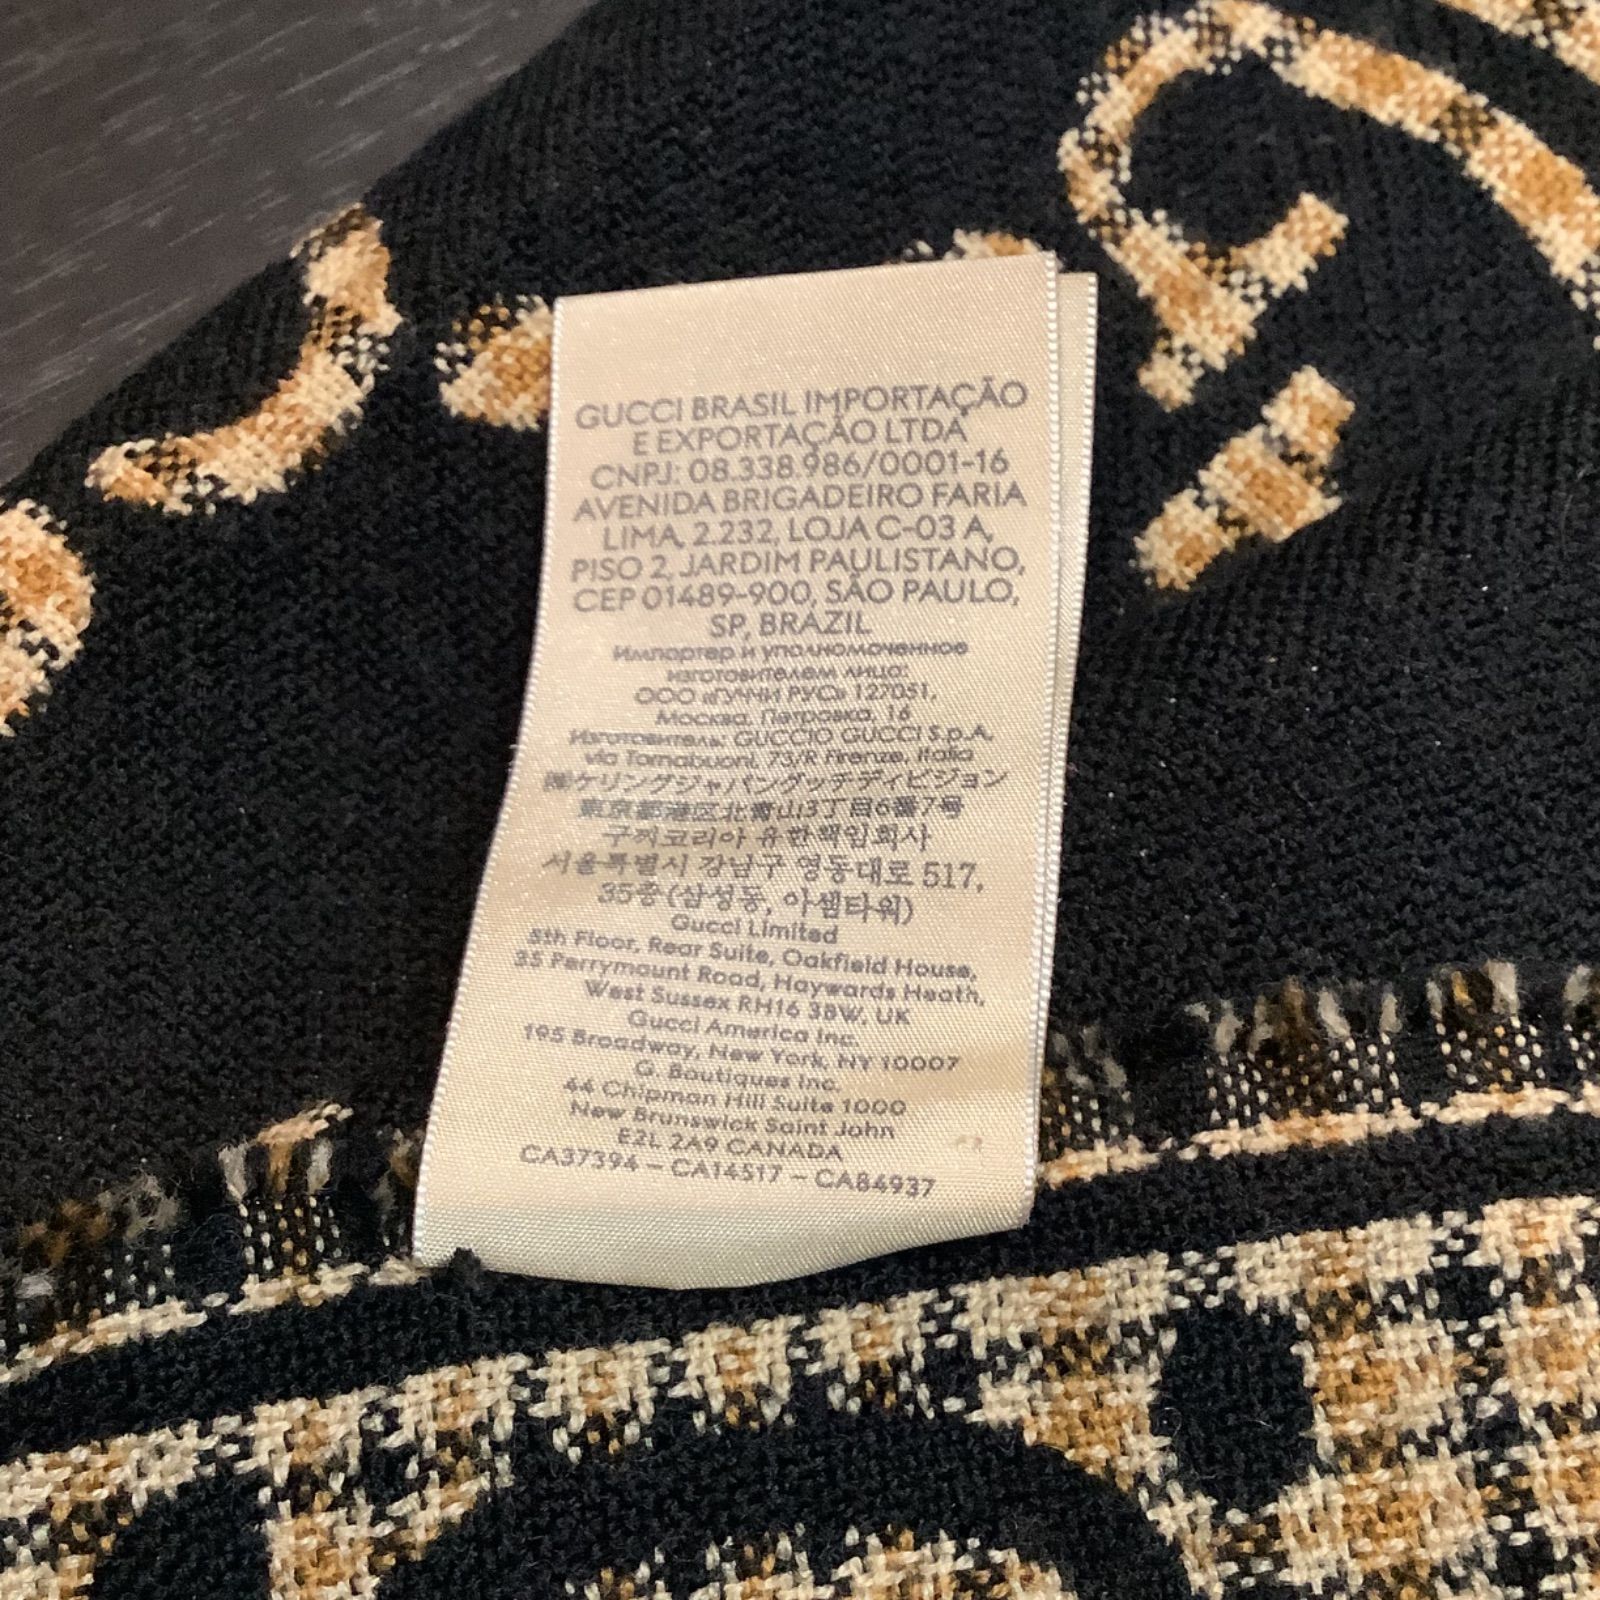 GUCCI BRASIL IMPORTAÇÃO
E EXPORTAÇÃO LTDA
CNPJ: 08.338.986/0001-16
AVENIDA BRIGADEIRO FARIA
LIMA, 2.232, LOJA C-03 A,
PISO 2, JARDIM PAULISTANO,
CEP 01489-900, SÃO PAULO,
SP, BRAZIL
Импортер и уполномоченное
изготовителем лицо:
ООО «ГУЧЧИ РУС» 127051,
Москва, Петровка, 16
Изготовитель: GUCCIO GUCCI S.p.A.
via Tornabuoni, 73/R Firenze, Italia
㈱ケリングジャパングッチディビジョン
東京都港区北青山3丁目6番7号
구찌코리아 유한책임회사
서울특별시 강남구 영동대로 517,
35층 (삼성동, 아셈타워)
Gucci Limited
5th Floor, Rear Suite, Oakfield House,
35 Perrymount Road, Haywards Heath,
West Sussex RH16 3BW, UK
Gucci America Inc.
195 Broadway, New York, NY 10007
G. Boutiques Inc.
44 Chipman Hill Suite 1000
New Brunswick Saint John
E2L 2A9 CANADA
CA37394 – CA14517 – CA84937